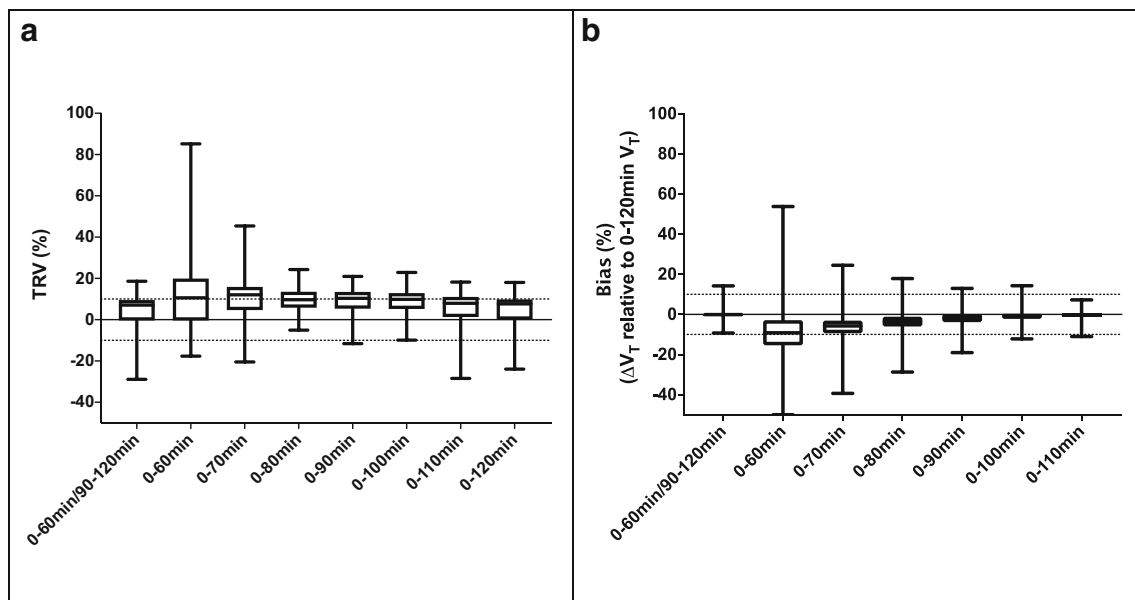 a
TRV (%)
100
80
60
40
20
0
-20
-40
0-60min/90-120min
0-60min
0-70min
0-80min
0-90min
0-100min
0-110min
0-120min
b
Bias (%)
(ΔVT relative to 0-120min VT)
100
80
60
40
20
0
-20
-40
0-60min/90-120min
0-60min
0-70min
0-80min
0-90min
0-100min
0-110min